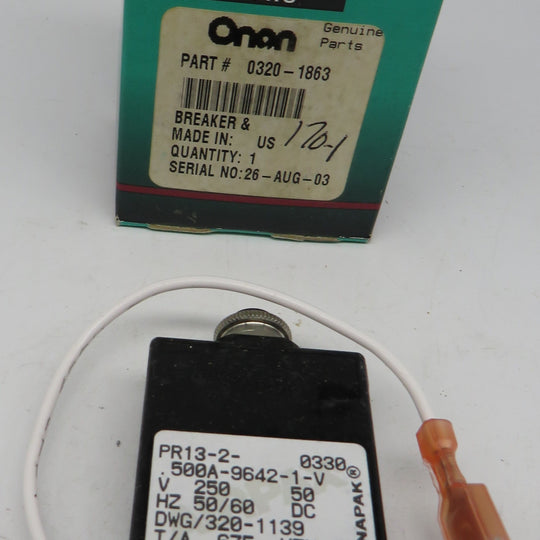 Onan Genuine Parts
PART # 0320-1863
BREAKER &
MADE IN: US 170-1
QUANTITY: 1
SERIAL NO: 26-AUG-03
PR13-2- 0330
.500A-9642-1-V
V 250 50
HZ 50/60 DC
DWG/320-1139
T/A .675
NAPAK®